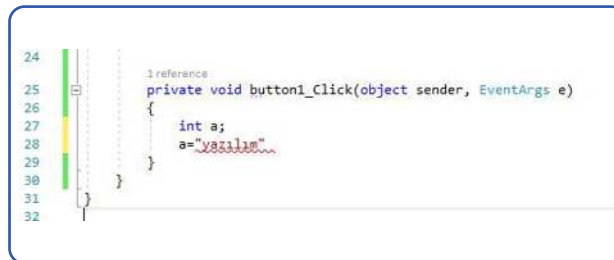 24
1 reference
25 private void button1_Click(object sender, EventArgs e)
26 {
27 int a;
28 a="yazılım"
29 }
30 }
31 }
32